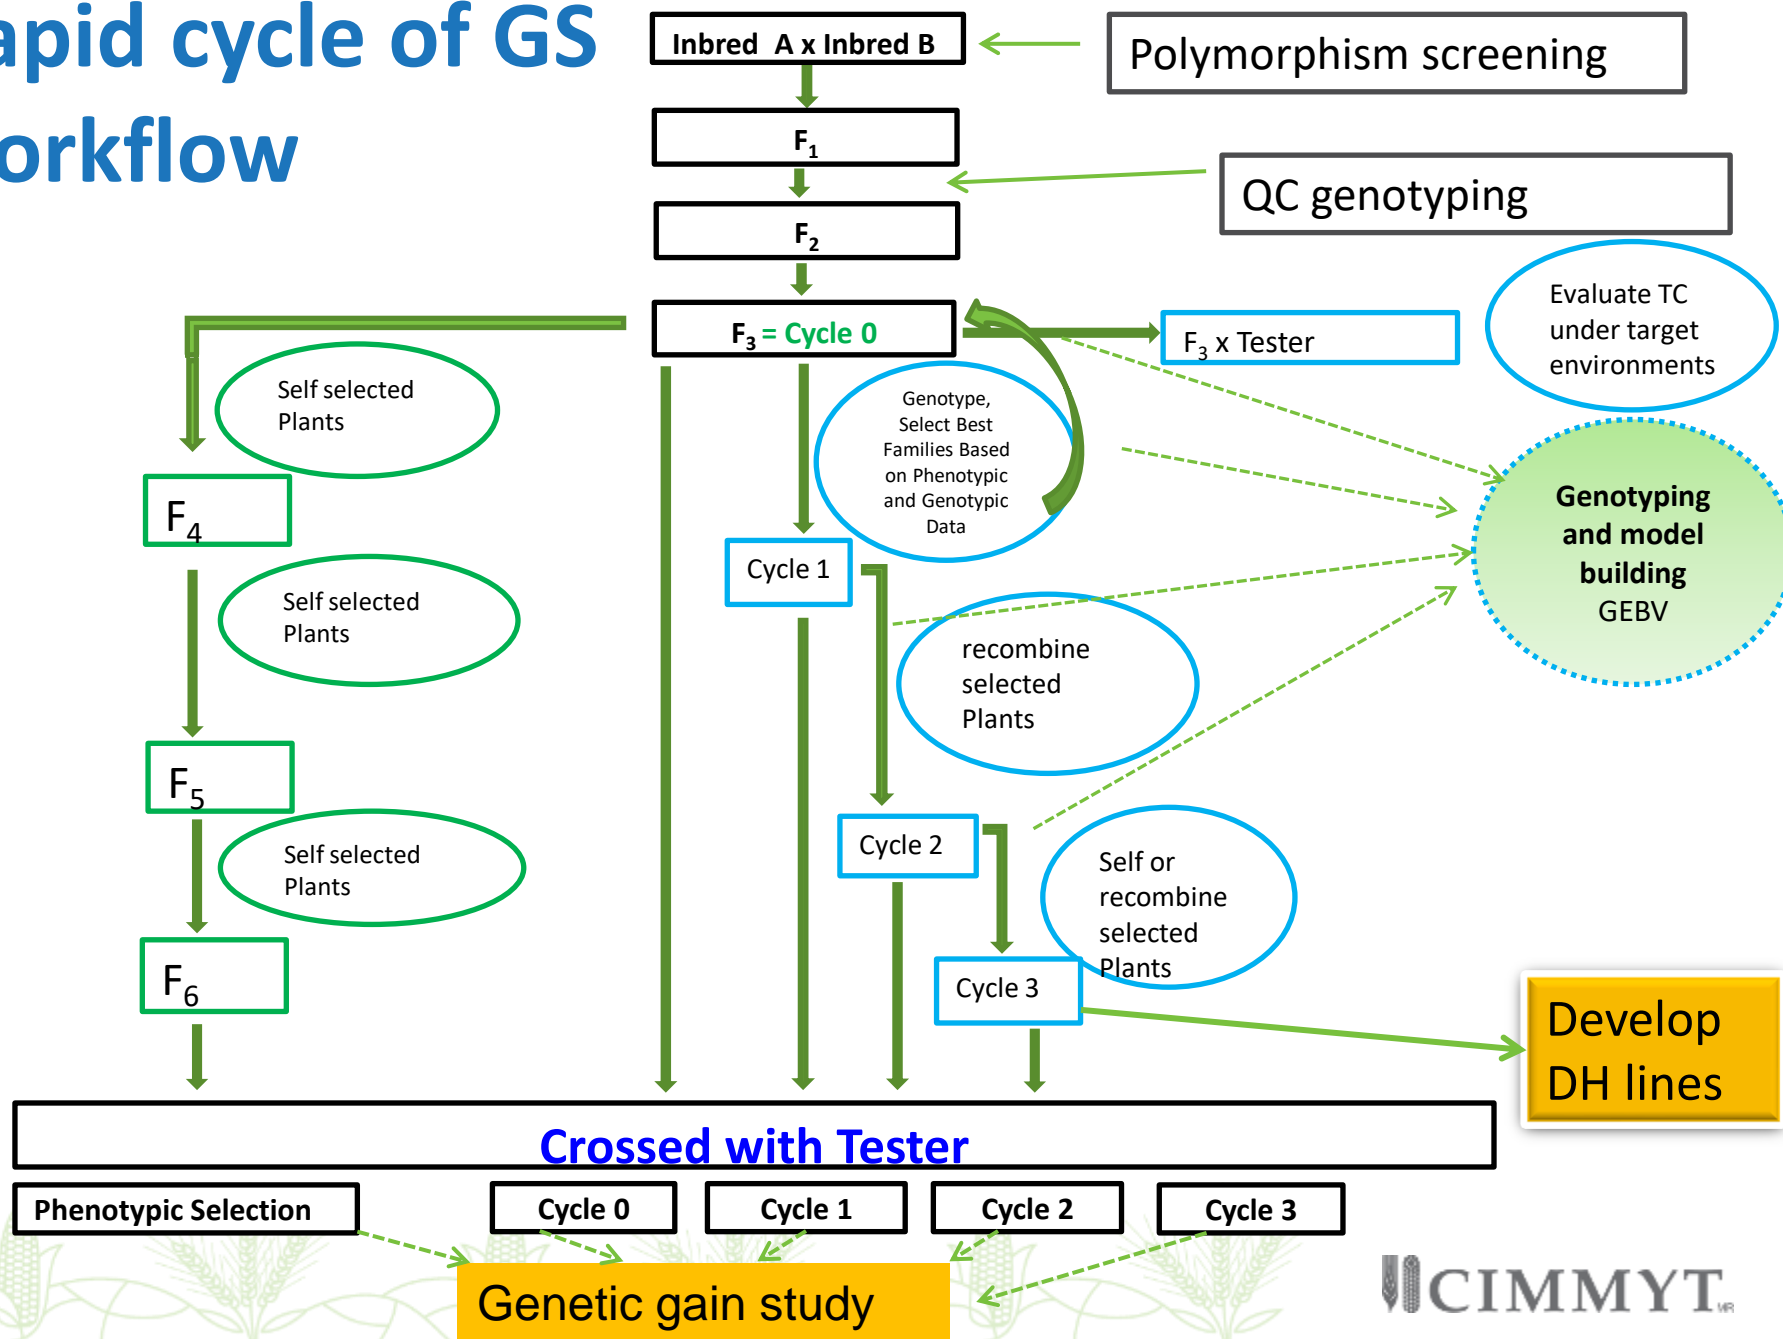 apid cycle of GS
orkflow
Inbred A x Inbred B
Polymorphism screening
F1
QC genotyping
F2
F3 = Cycle 0
F3 x Tester
Evaluate TC
under target
environments
Self selected
Plants
Genotype,
Select Best
Families Based
on Phenotypic
and Genotypic
Data
Genotyping
and model
building
GEBV
F4
Cycle 1
Self selected
Plants
recombine
selected
Plants
F5
Cycle 2
Self selected
Plants
Self or
recombine
selected
Plants
F6
Cycle 3
Develop
DH lines
Crossed with Tester
Phenotypic Selection
Cycle 0
Cycle 1
Cycle 2
Cycle 3
Genetic gain study
CIMMYT